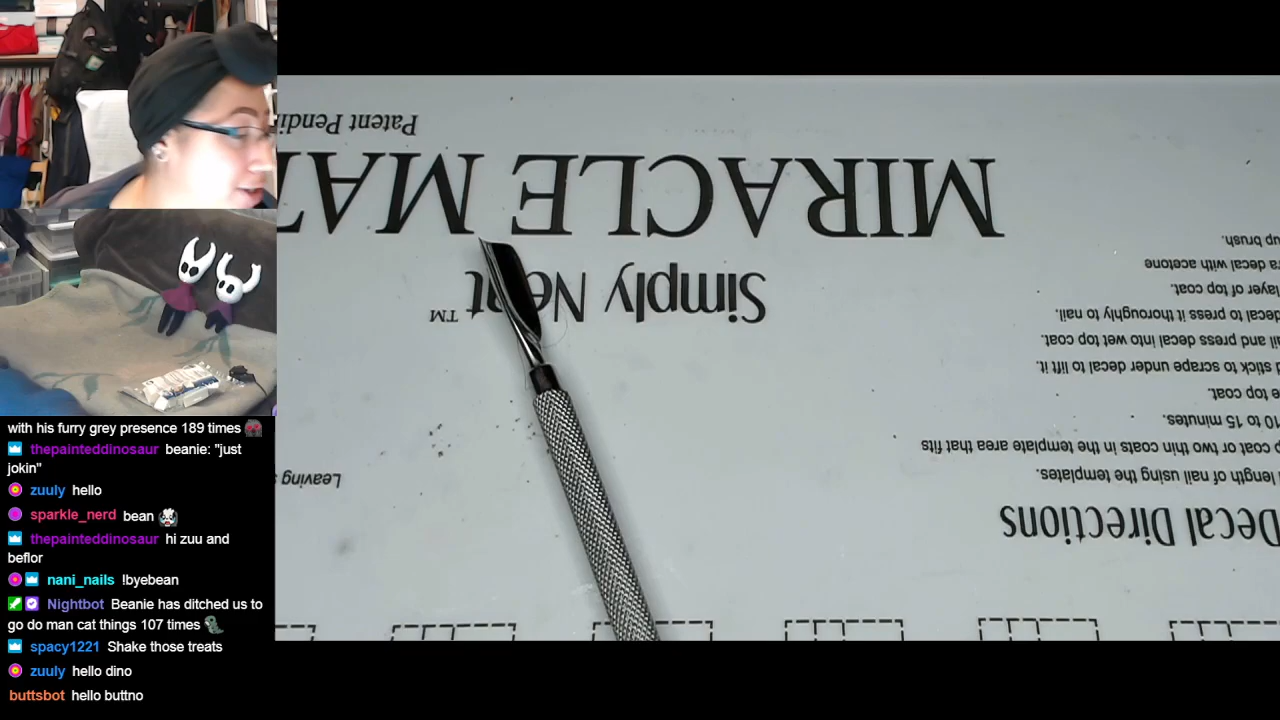 with his furry grey presence 189 times
thepainteddinosaur beanie: "just
jokin"
zuuly hello
sparkle_nerd bean
thepainteddinosaur hi zuu and
beflor
nani_nails !byebean
Nightbot Beanie has ditched us to
go do man cat things 107 times
spacy1221 Shake those treats
zuuly hello dino
buttsbot hello buttno
Decal Directions
length of nail using the templates.
coat or two thin coats in the template area that fits
10 to 15 minutes.
top coat.
stick to scrape under decal to lift it.
and press decal into wet top coat.
decal to press it thoroughly to nail.
layer of top coat.
decal with acetone
up brush.
Leaving
Simply Neat™
MIRACLE MAT
Patent Pendi